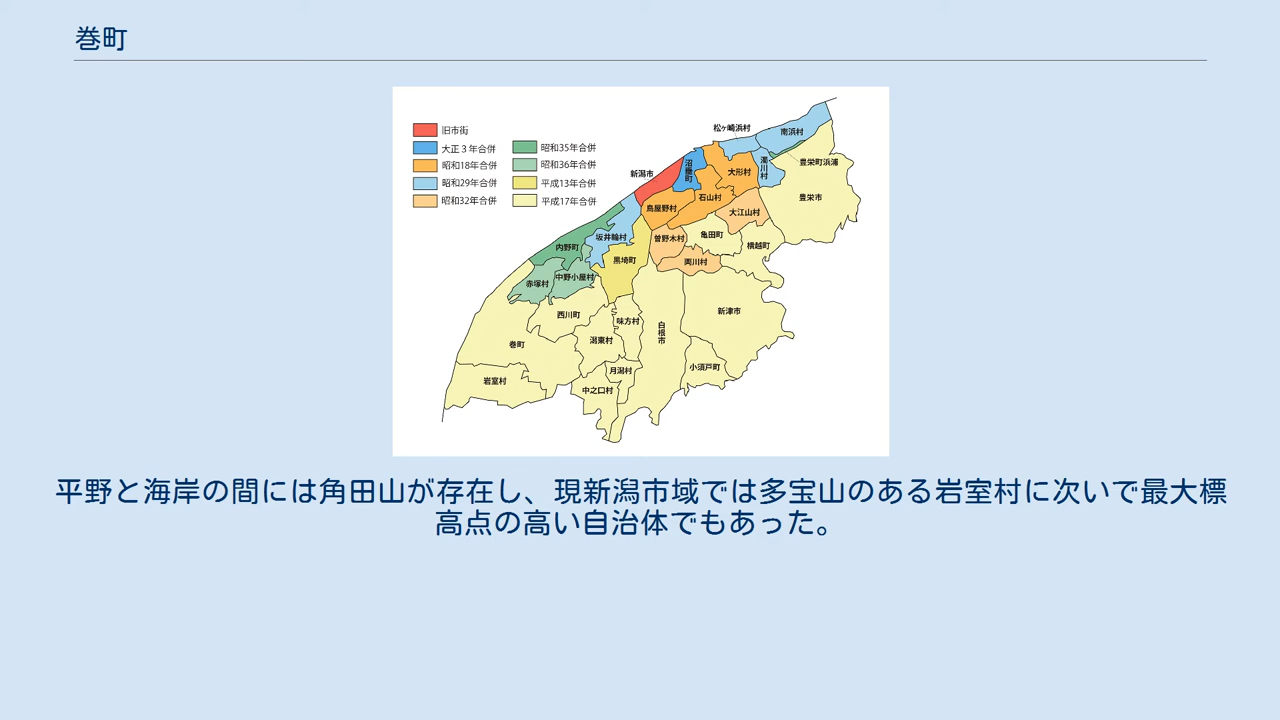 巻町
旧市街
大正3年合併
昭和18年合併
昭和29年合併
昭和32年合併
昭和35年合併
昭和36年合併
平成13年合併
平成17年合併
松ヶ崎浜村
南浜村
濁川村
豊栄町浜浦
新潟市
沼垂町
大形村
石山村
豊栄市
鳥屋野村
大江山村
坂井輪村
曽野木村
亀田町
横越町
内野町
黒埼町
両川村
赤塚村
中野小屋村
西川町
味方村
白根市
新津市
巻町
潟東村
月潟村
小須戸町
岩室村
中之口村
平野と海岸の間には角田山が存在し、現新潟市域では多宝山のある岩室村に次いで最大標
高点の高い自治体でもあった。